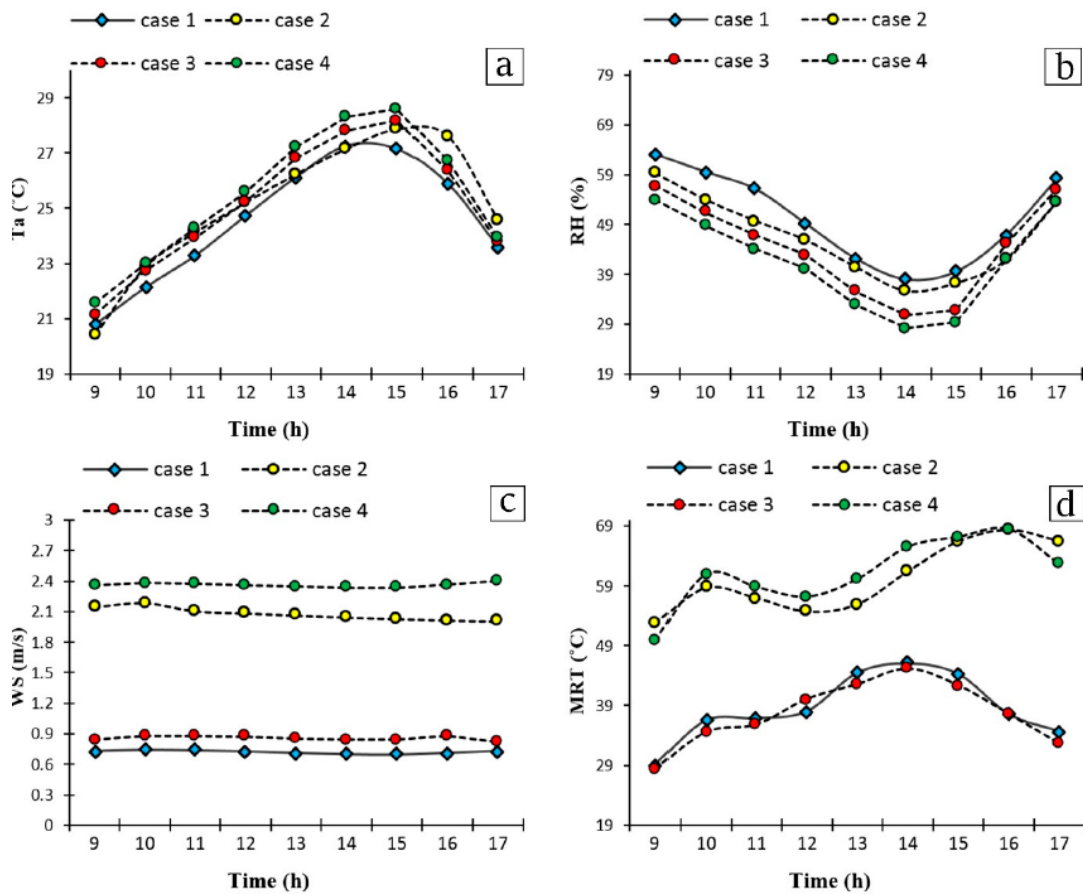 case 1 case 2
case 3 case 4
a
Ta (°C)
29
27
25
23
21
19
9 10 11 12 13 14 15 16 17
Time (h)
case 1 case 2
case 3 case 4
b
RH (%)
79
69
59
49
39
29
19
9 10 11 12 13 14 15 16 17
Time (h)
case 1 case 2
case 3 case 4
c
WS (m/s)
3
2.7
2.4
2.1
1.8
1.5
1.2
0.9
0.6
0.3
0
9 10 11 12 13 14 15 16 17
Time (h)
case 1 case 2
case 3 case 4
d
MRT (°C)
69
59
49
39
29
19
9 10 11 12 13 14 15 16 17
Time (h)